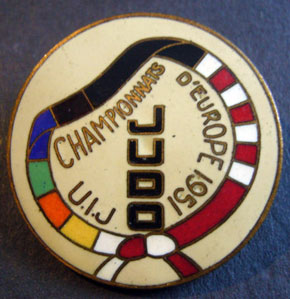 CHAMPIONNATS
D'EUROPE 1951
JUDO
U.I.J